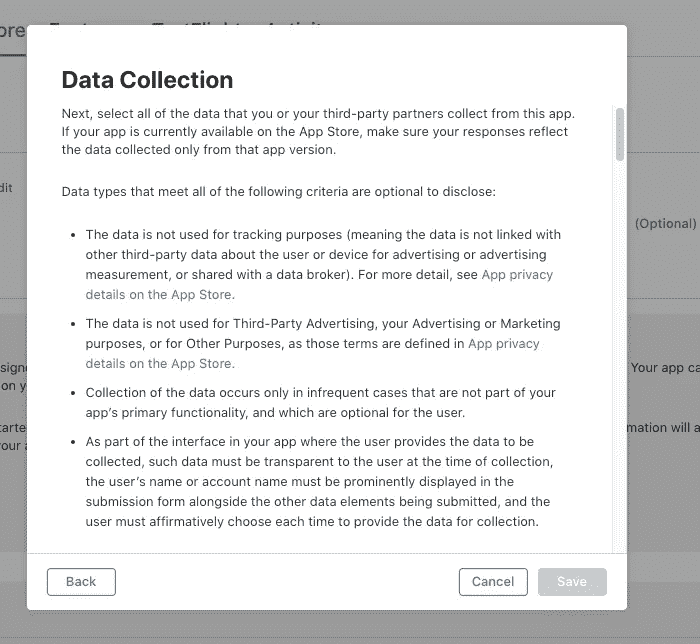 Data Collection
Next, select all of the data that you or your third-party partners collect from this app.
If your app is currently available on the App Store, make sure your responses reflect
the data collected only from that app version.
Data types that meet all of the following criteria are optional to disclose:
• The data is not used for tracking purposes (meaning the data is not linked with
other third-party data about the user or device for advertising or advertising
measurement, or shared with a data broker). For more detail, see App privacy
details on the App Store.
• The data is not used for Third-Party Advertising, your Advertising or Marketing
purposes, or for Other Purposes, as those terms are defined in App privacy
details on the App Store.
• Collection of the data occurs only in infrequent cases that are not part of your
app’s primary functionality, and which are optional for the user.
• As part of the interface in your app where the user provides the data to be
collected, such data must be transparent to the user at the time of collection,
the user’s name or account name must be prominently displayed in the
submission form alongside the other data elements being submitted, and the
user must affirmatively choose each time to provide the data for collection.
Back
Cancel
Save
(Optional)
Your app
on
will